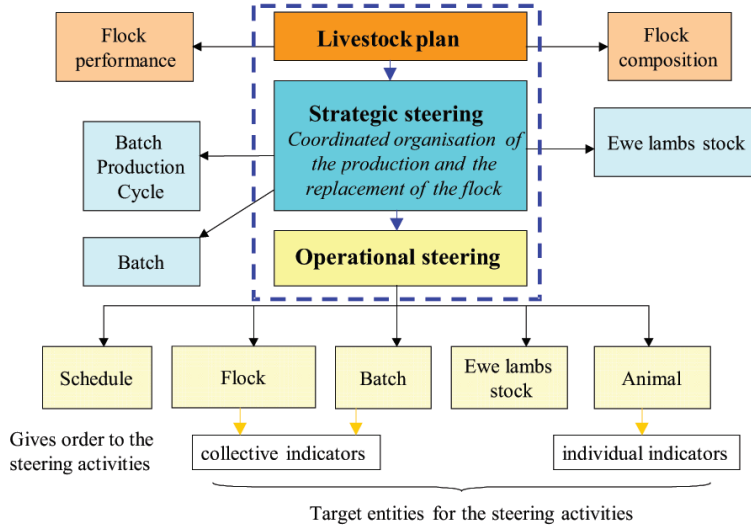 Flock
performance
Livestock plan
Flock
composition
Strategic steering
Coordinated organisation of
the production and the
replacement of the flock
Batch
Production
Cycle
Ewe lambs stock
Batch
Operational steering
Schedule
Flock
Batch
Ewe lambs
stock
Animal
Gives order to the
steering activities
collective indicators
individual indicators
Target entities for the steering activities